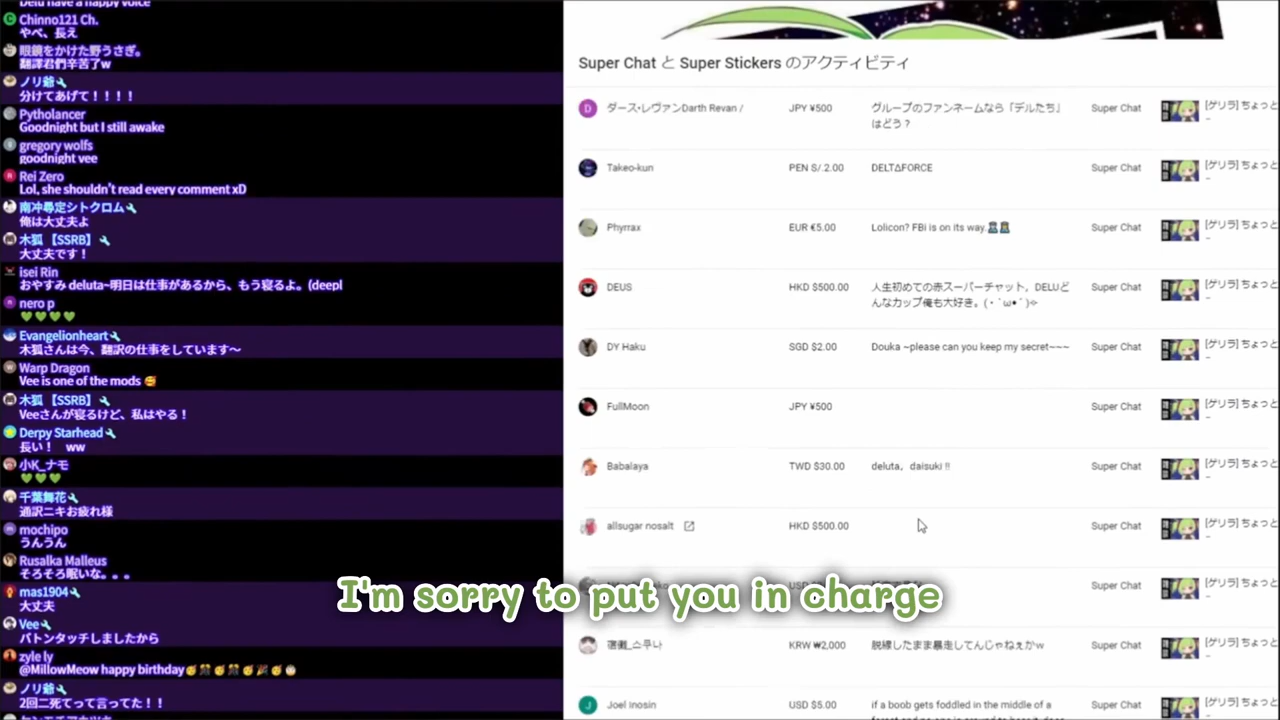 Delu have a happy voice
Chinno121 Ch.
やべ、長え
眼鏡をかけた野うさぎ。
翻譯君們辛苦了w
ノリ爺
分けてあげて！！！！
Pytholancer
Goodnight but I still awake
gregory wolfs
goodnight vee
Rei Zero
Lol, she shouldn't read every comment xD
南冲尋定シトクロム
俺は大丈夫よ
木狐【SSRB】
大丈夫です！
isei Rin
おやすみ deluta~明日は仕事があるから、もう寝るよ。(deepl
nero p
💚💚💚💚
Evangelionheart
木狐さんは今、翻訳の仕事をしています〜
Warp Dragon
Vee is one of the mods 🥰
木狐【SSRB】
Veeさんが寝るけど、私はやる！
Derpy Starhead
長い！ ww
小K_ナモ
💚💚💚
千葉舞花
通訳ニキお疲れ様
mochipo
うんうん
Rusalka Malleus
そろそろ眠いな。。。
mas1904
大丈夫
Vee
バトンタッチしましたから
zyle ly
@MillowMeow happy birthday
ノリ爺
2回二死てって言ってた！！
Super Chat と Super Stickers のアクティビティ
D ダース・レヴァンDarth Revan / JPY ¥500 グループのファンネームなら「デルたち」 Super Chat [ゲリラ] ちょっと
はどう？
Takeo-kun PEN S/.2.00 DELTΔFORCE Super Chat [ゲリラ] ちょっと
Phyrrax EUR €5.00 Lolicon? FBI is on its way Super Chat [ゲリラ] ちょっと
DEUS HKD $500.00 人生初めての赤スーパーチャット，DELUど Super Chat [ゲリラ] ちょっと
んなカップ俺も大好き。(・`ω•´)⋄
DY Haku SGD $2.00 Douka ~please can you keep my secret~~~ Super Chat [ゲリラ] ちょっと
FullMoon JPY ¥500 Super Chat [ゲリラ] ちょっと
Babalaya TWD $30.00 deluta，daisuki !! Super Chat [ゲリラ] ちょっと
allsugar nosalt HKD $500.00 Super Chat [ゲリラ] ちょっと
USD Super Chat [ゲリラ] ちょっと
I'm sorry to put you in charge
宿儺_스쿠나 KRW ₩2,000 脱線したまま暴走してんじゃねぇかw Super Chat [ゲリラ] ちょっと
J Joel Inosin USD $5.00 if a boob gets foddled in the middle of a Super Chat [ゲリラ] ちょっと